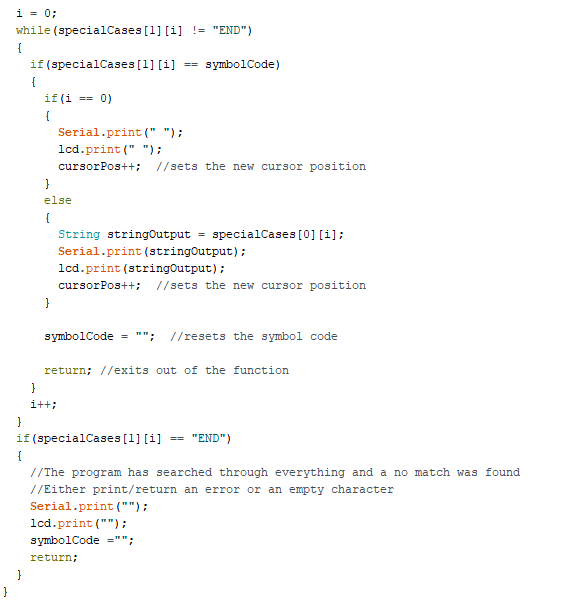 i = 0;
while(specialCases[1][i] != "END")
{
if(specialCases[1][i] == symbolCode)
{
if(i == 0)
{
Serial.print(" ");
lcd.print(" ");
cursorPos++;  //sets the new cursor position
}
else
{
String stringOutput = specialCases[0][i];
Serial.print(stringOutput);
lcd.print(stringOutput);
cursorPos++;  //sets the new cursor position
}
symbolCode = "";  //resets the symbol code
return; //exits out of the function
}
i++;
}
if(specialCases[1][i] == "END")
{
//The program has searched through everything and a no match was found
//Either print/return an error or an empty character
Serial.print("");
lcd.print("");
symbolCode ="";
return;
}
}